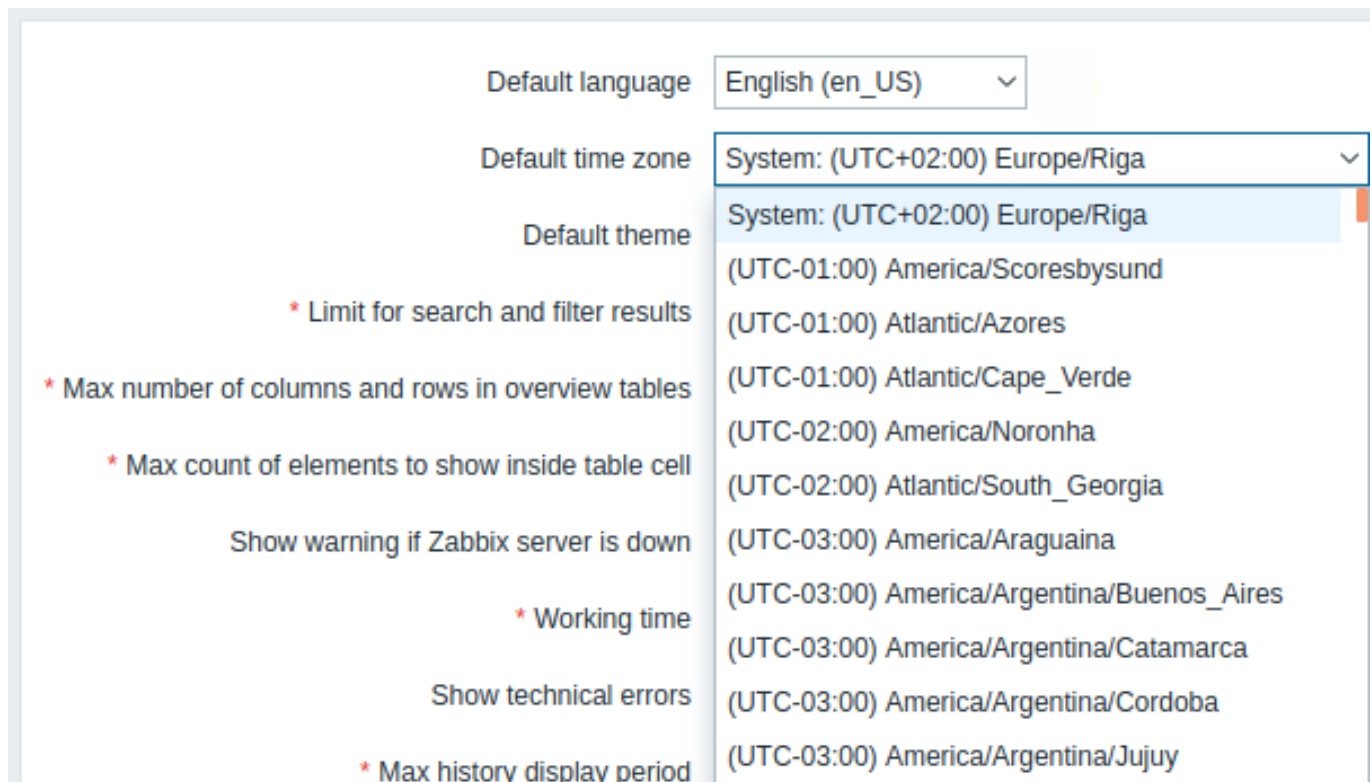 Default language English (en_US)
Default time zone System: (UTC+02:00) Europe/Riga
System: (UTC+02:00) Europe/Riga
Default theme
(UTC-01:00) America/Scoresbysund
* Limit for search and filter results
(UTC-01:00) Atlantic/Azores
* Max number of columns and rows in overview tables
(UTC-01:00) Atlantic/Cape_Verde
(UTC-02:00) America/Noronha
* Max count of elements to show inside table cell
(UTC-02:00) Atlantic/South_Georgia
Show warning if Zabbix server is down
(UTC-03:00) America/Araguaina
(UTC-03:00) America/Argentina/Buenos_Aires
* Working time
(UTC-03:00) America/Argentina/Catamarca
Show technical errors
(UTC-03:00) America/Argentina/Cordoba
(UTC-03:00) America/Argentina/Jujuy
* Max history display period